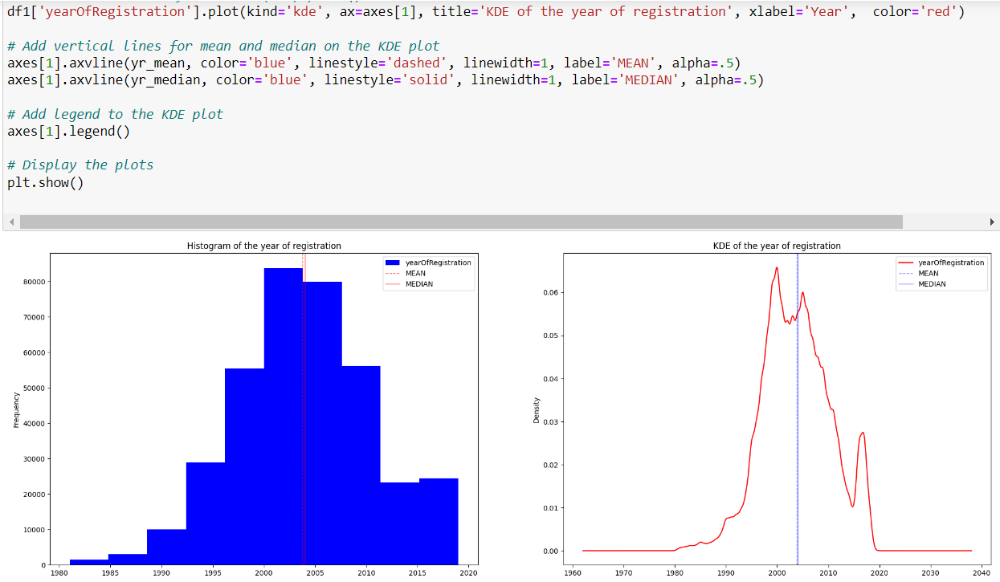 df1['yearOfRegistration'].plot(kind='kde', ax=axes[1], title='KDE of the year of registration', xlabel='Year',  color='red')
# Add vertical lines for mean and median on the KDE plot
axes[1].axvline(yr_mean, color='blue', linestyle='dashed', linewidth=1, label='MEAN', alpha=.5)
axes[1].axvline(yr_median, color='blue', linestyle='solid', linewidth=1, label='MEDIAN', alpha=.5)
# Add legend to the KDE plot
axes[1].legend()
# Display the plots
plt.show()
Histogram of the year of registration
yearOfRegistration
MEAN
MEDIAN
Frequency
80000
70000
60000
50000
40000
30000
20000
10000
0
1980 1985 1990 1995 2000 2005 2010 2015 2020
KDE of the year of registration
yearOfRegistration
MEAN
MEDIAN
Density
0.06
0.05
0.04
0.03
0.02
0.01
0.00
1960 1970 1980 1990 2000 2010 2020 2030 2040